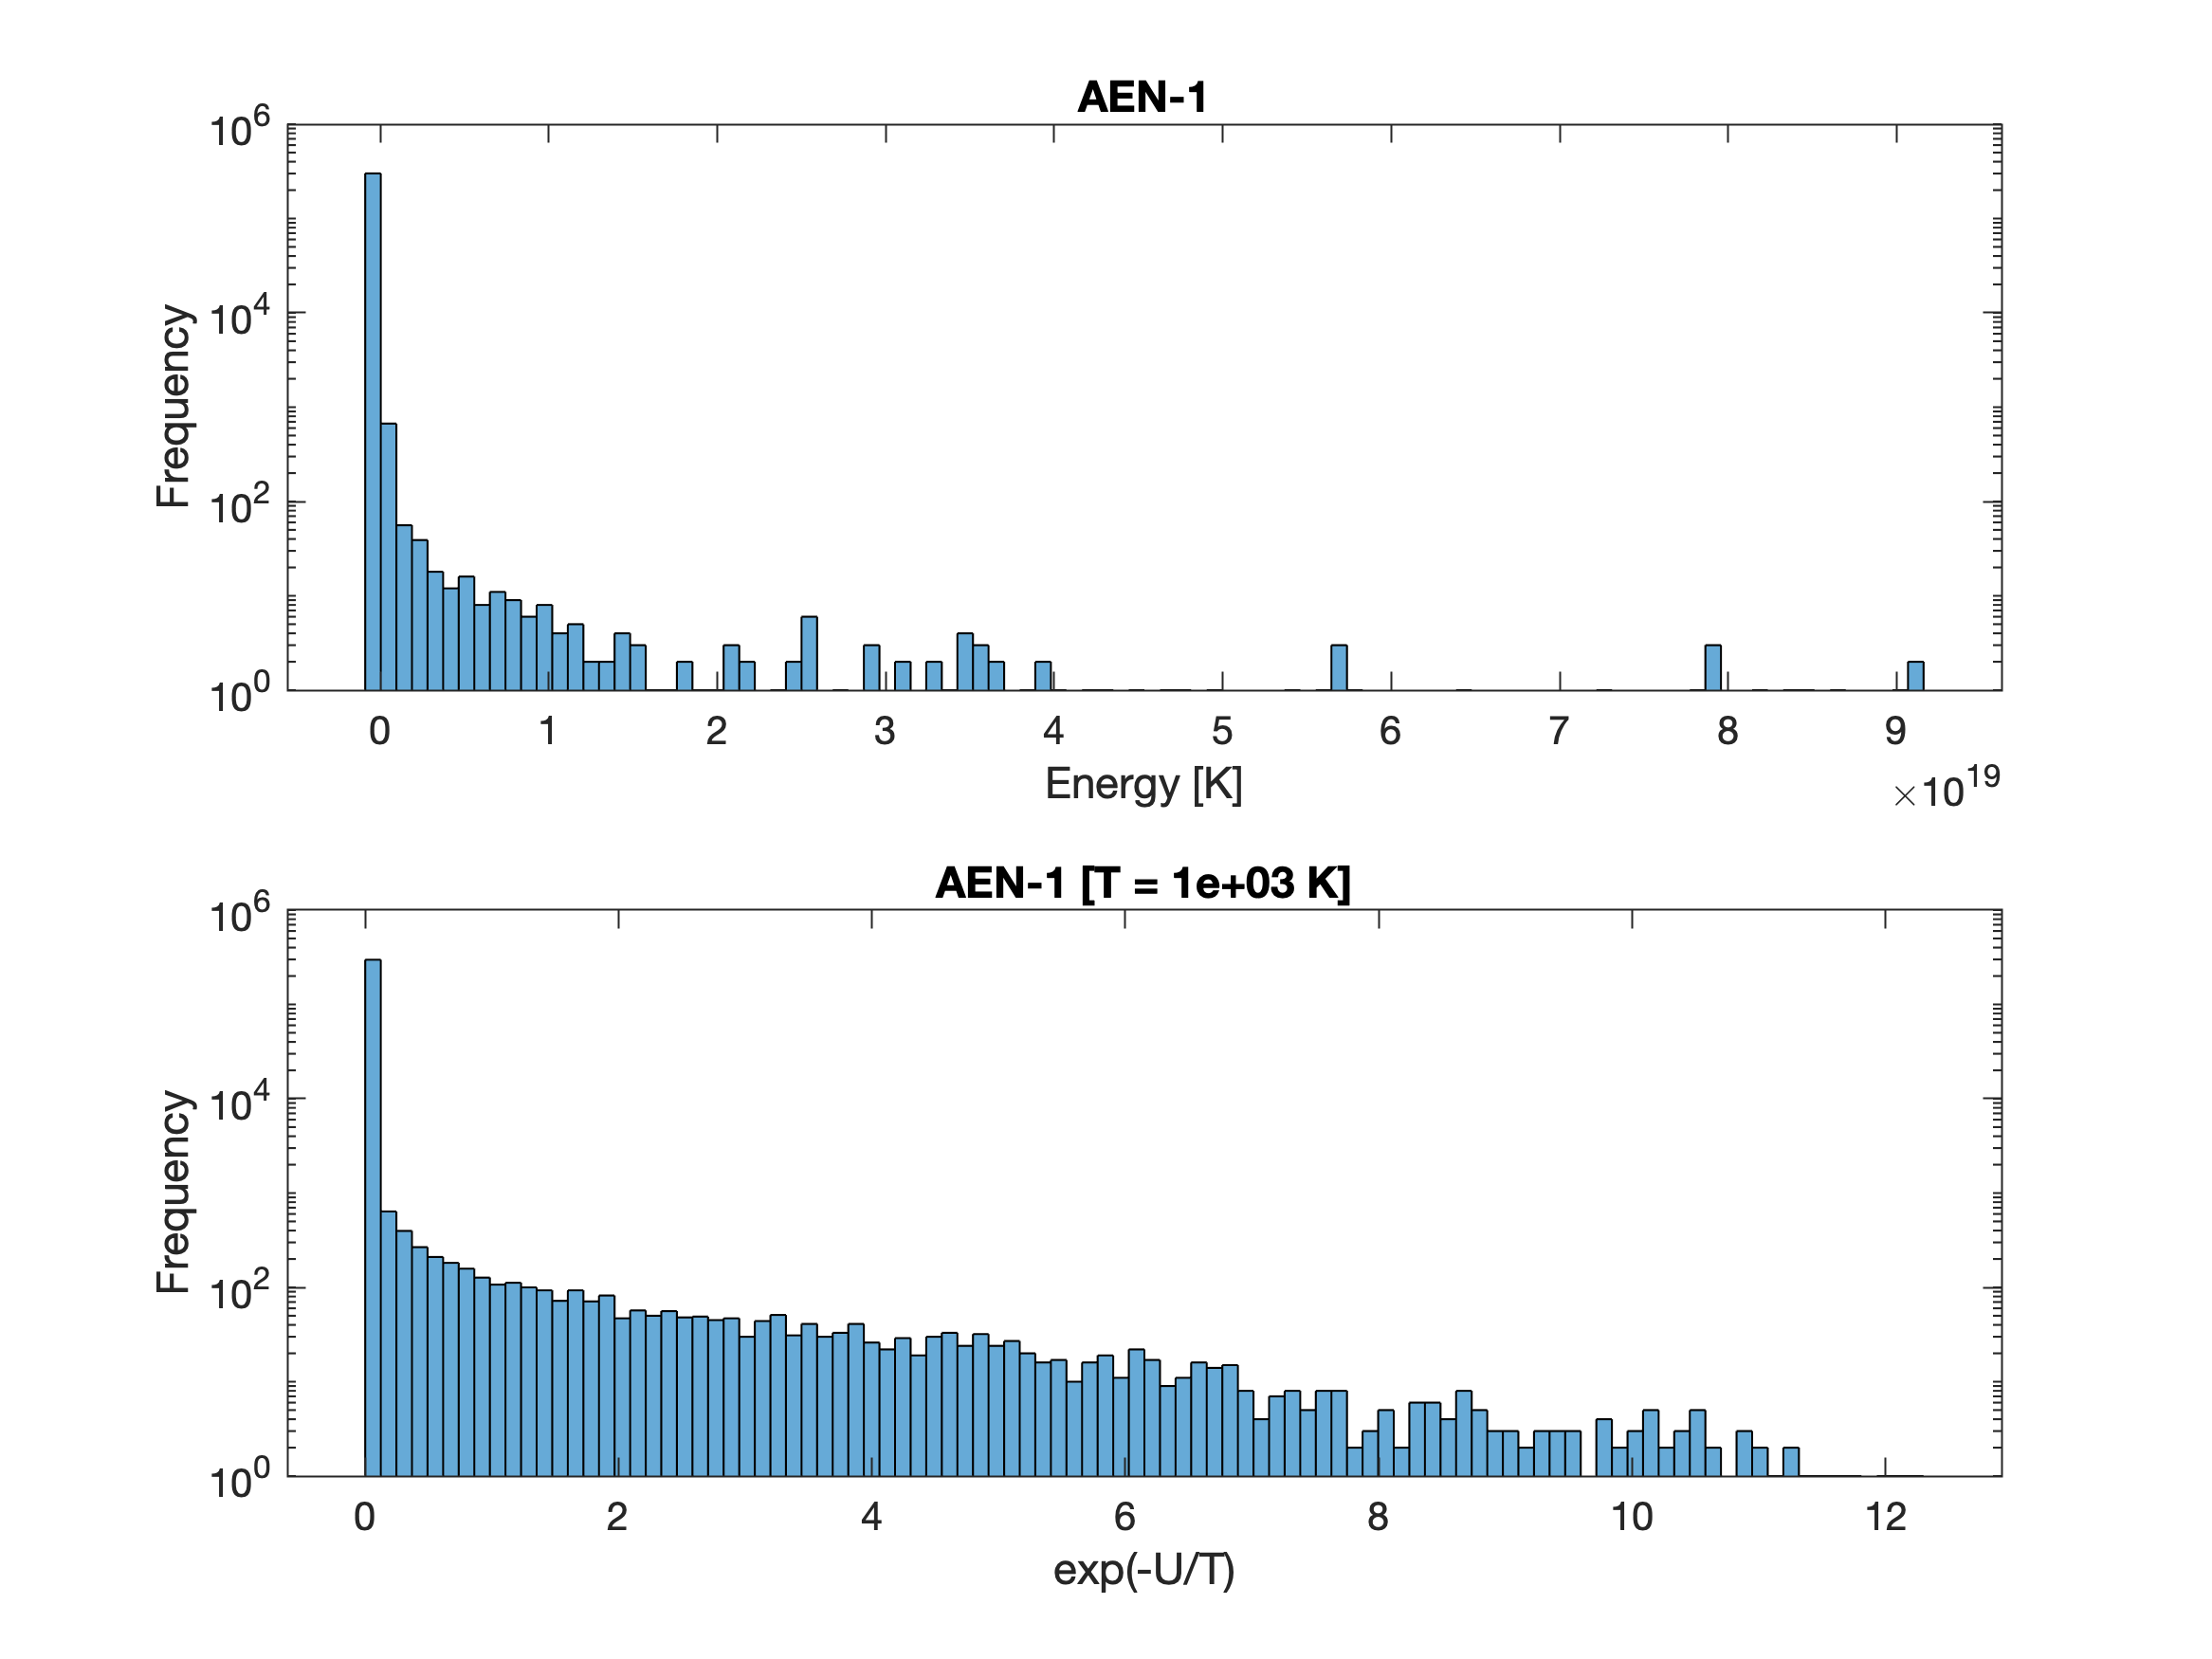 AEN-1
10^6
10^4
10^2
10^0
Frequency
0 1 2 3 4 5 6 7 8 9
Energy [K]
×10^19
AEN-1 [T = 1e+03 K]
10^6
10^4
10^2
10^0
Frequency
0 2 4 6 8 10 12
exp(-U/T)